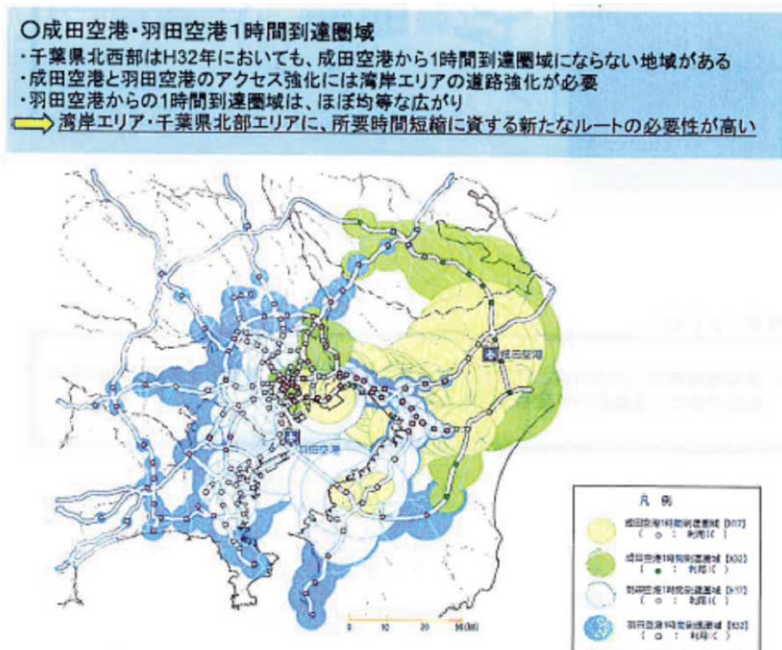 ○成田空港・羽田空港1時間到達圏域
・千葉県北西部はH32年においても、成田空港から1時間到達圏域にならない地域がある
・成田空港と羽田空港のアクセス強化には湾岸エリアの道路強化が必要
・羽田空港からの1時間到達圏域は、ほぼ均等な広がり
湾岸エリア・千葉県北部エリアに、所要時間短縮に資する新たなルートの必要性が高い
成田空港
羽田空港
凡 例
成田空港1時間到達圏域【H17】
成田空港1時間到達圏域【H32】
羽田空港1時間到達圏域【H17】
羽田空港1時間到達圏域【H32】
0 10 20 30(km)